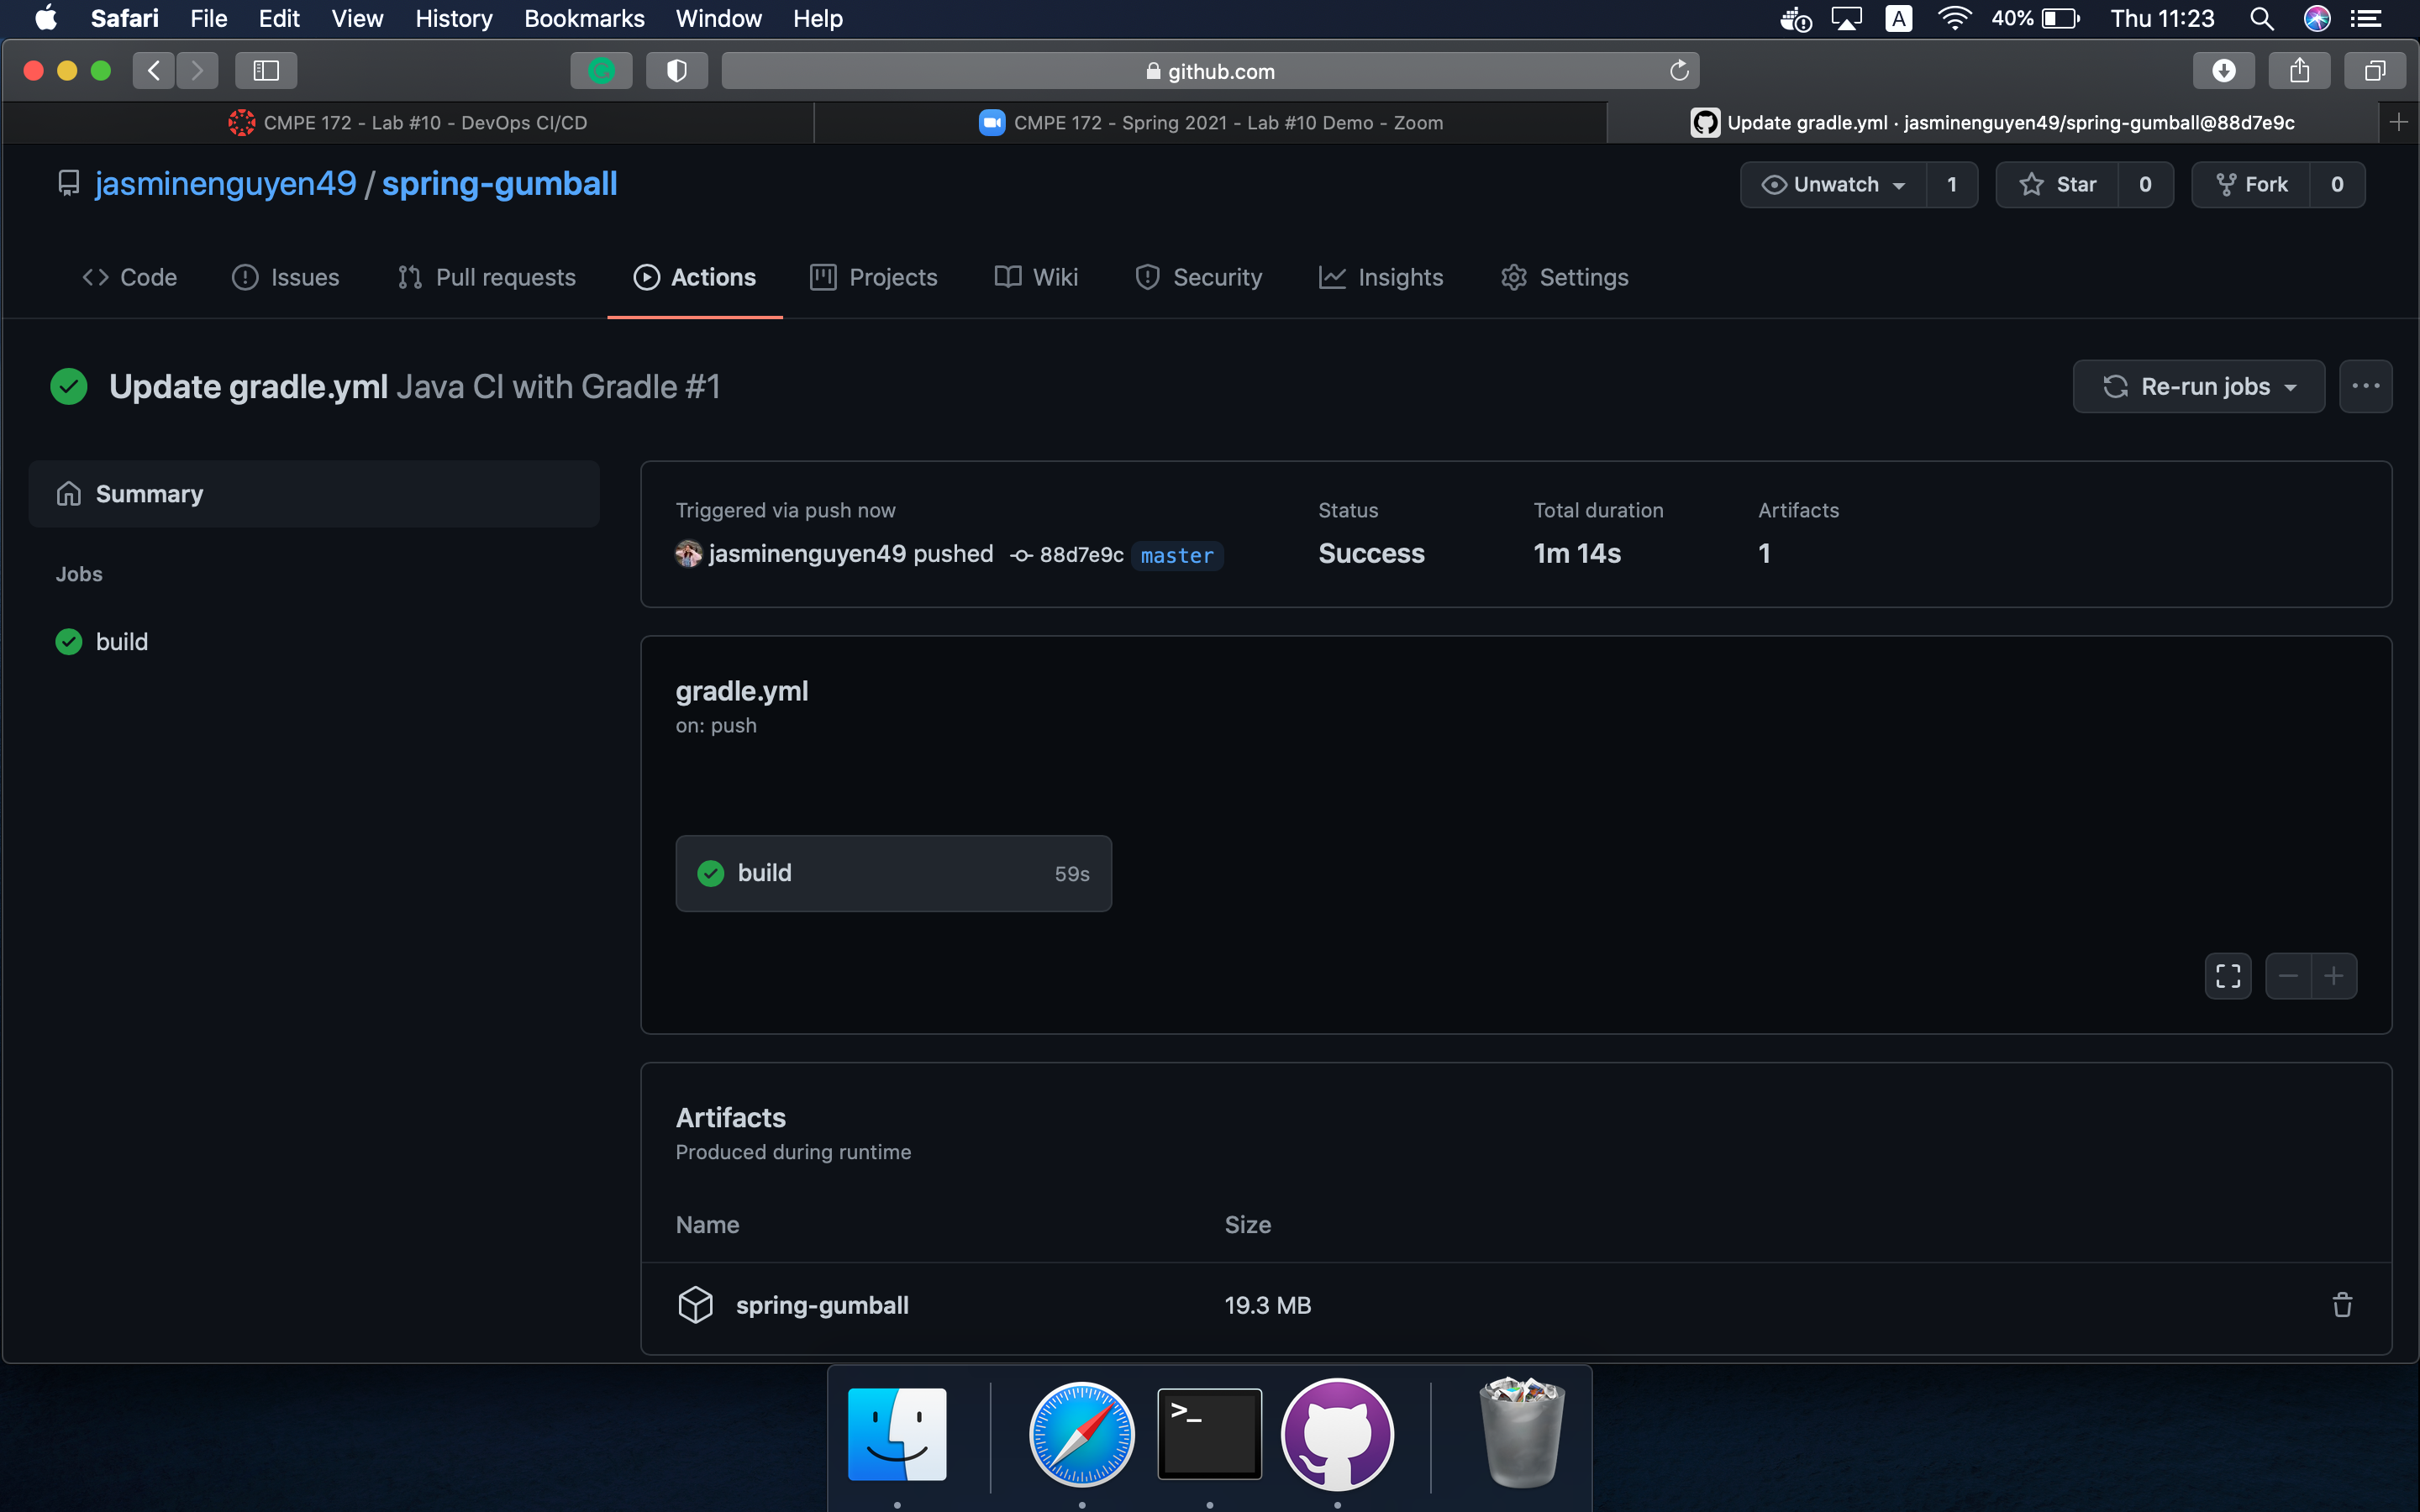 Safari File Edit View History Bookmarks Window Help A 40% Thu 11:23
github.com
CMPE 172 - Lab #10 - DevOps CI/CD
CMPE 172 - Spring 2021 - Lab #10 Demo - Zoom
Update gradle.yml · jasminenguyen49/spring-gumball@88d7e9c
jasminenguyen49 / spring-gumball
Unwatch 1 Star 0 Fork 0
Code Issues Pull requests Actions Projects Wiki Security Insights Settings
Update gradle.yml Java CI with Gradle #1
Re-run jobs
Summary
Jobs
build
Triggered via push now Status Total duration Artifacts
jasminenguyen49 pushed 88d7e9c master Success 1m 14s 1
gradle.yml
on: push
build 59s
Artifacts
Produced during runtime
Name Size
spring-gumball 19.3 MB
>_